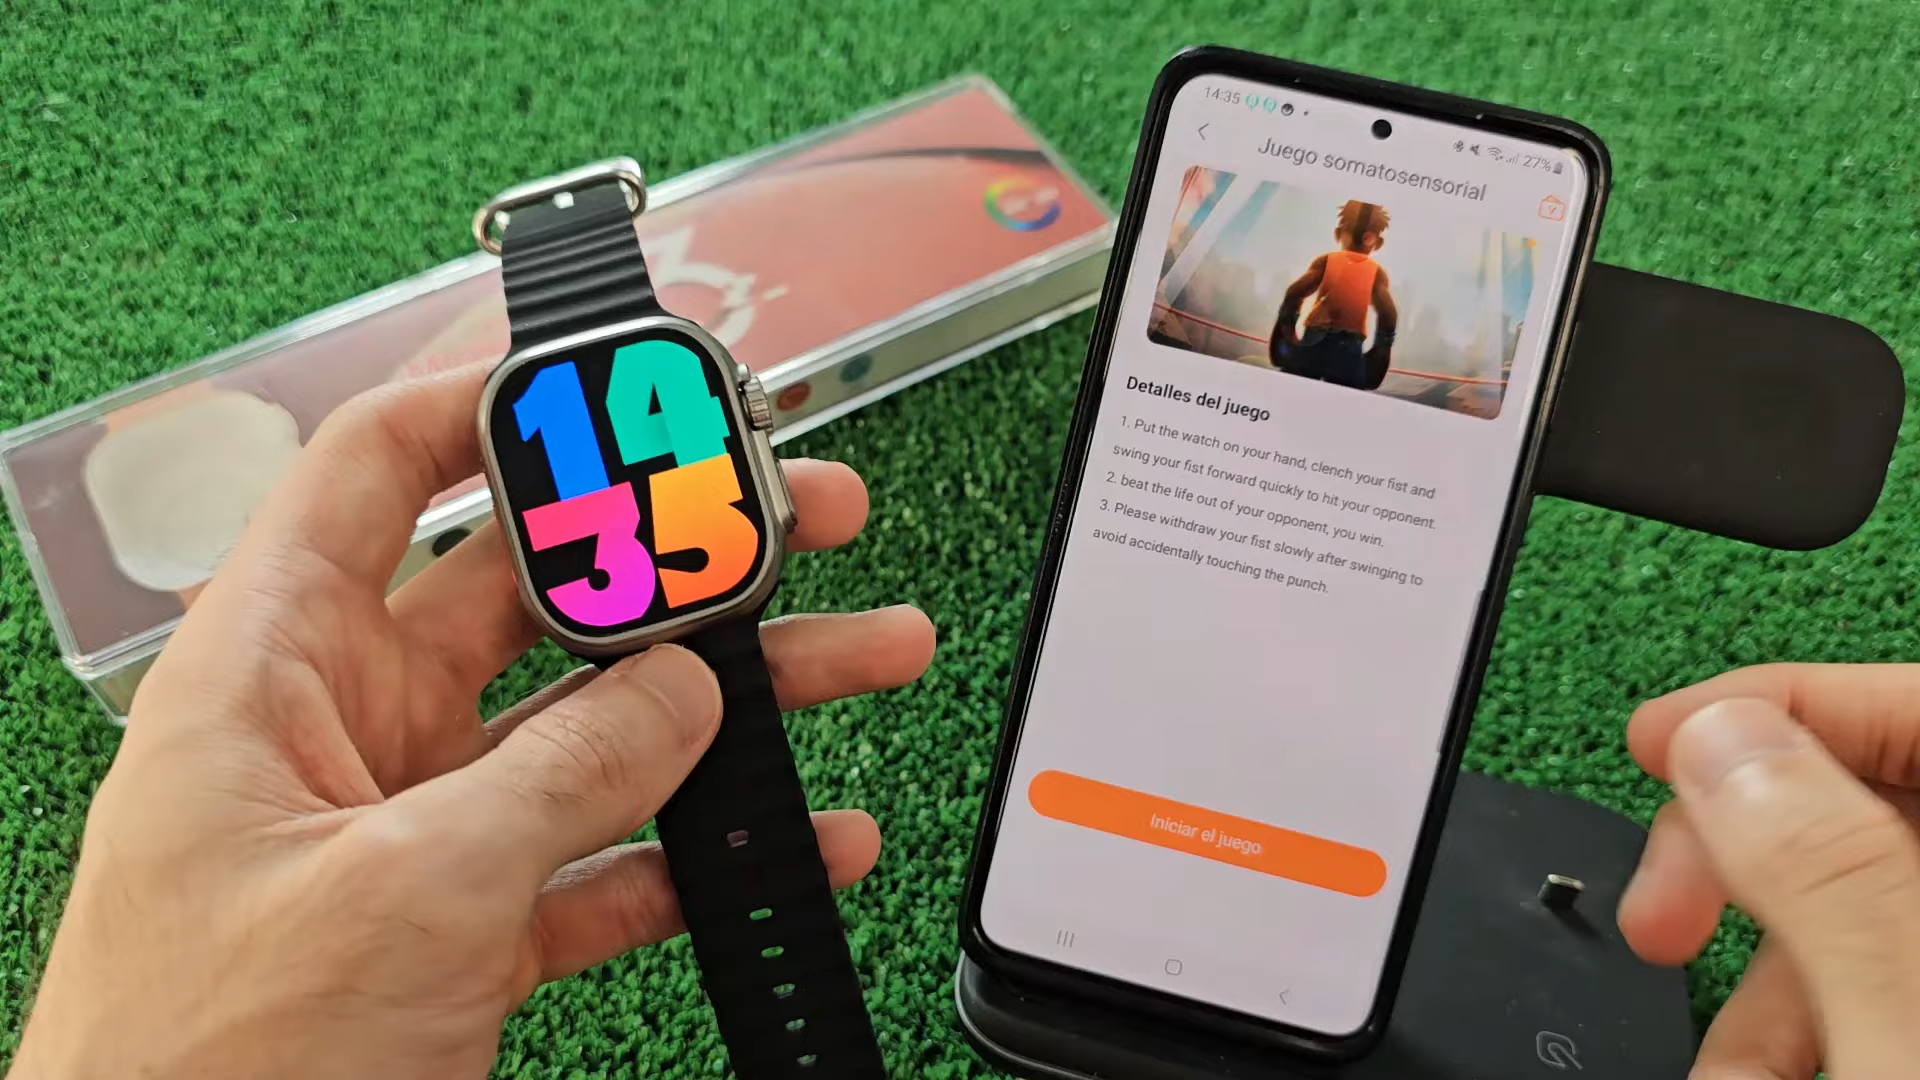 14
35
14:35
27%
Juego somatosensorial
Detalles del juego
1. Put the watch on your hand, clench your fist and
swing your fist forward quickly to hit your opponent.
2. beat the life out of your opponent, you win.
3. Please withdraw your fist slowly after swinging to
avoid accidentally touching the punch.
Iniciar el juego